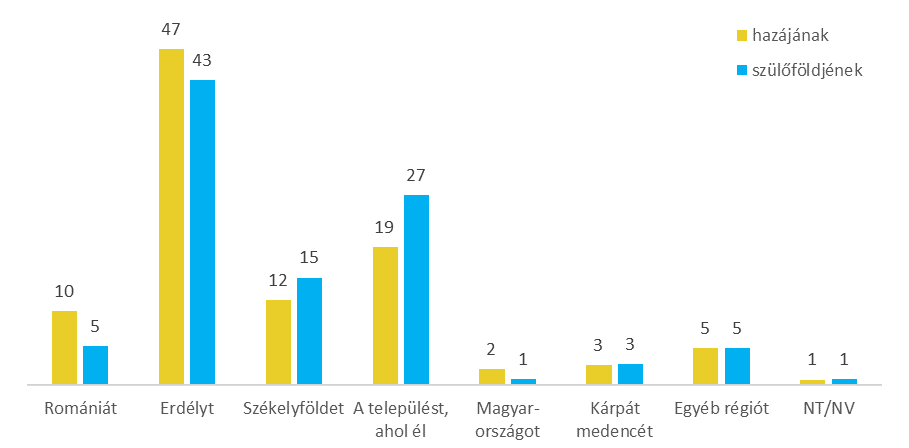 47
43
hazájának
szülőföldjének
27
19
15
12
10
5
2
1
3
3
5
5
1
1
Romániát
Erdélyt
Székelyföldet
A települést,
ahol él
Magyar-
országot
Kárpát
medencét
Egyéb régiót
NT/NV